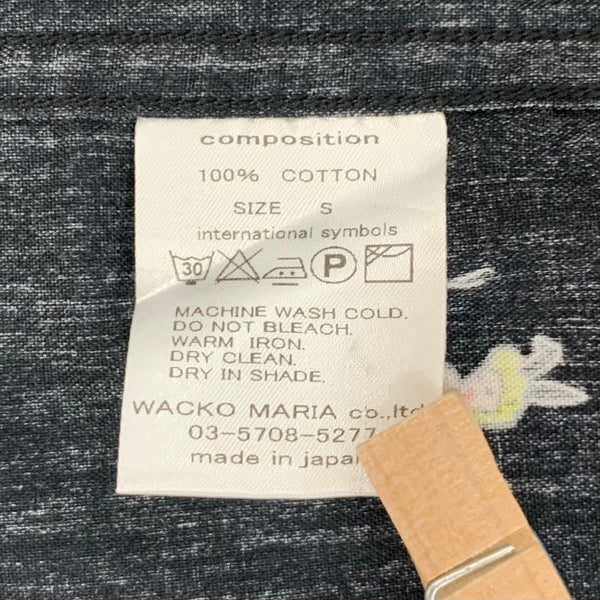 composition
100% COTTON
SIZE S
international symbols
30 P
MACHINE WASH COLD.
DO NOT BLEACH.
WARM IRON.
DRY CLEAN.
DRY IN SHADE.
WACKO MARIA co.,ltd
03-5708-5277
made in japan